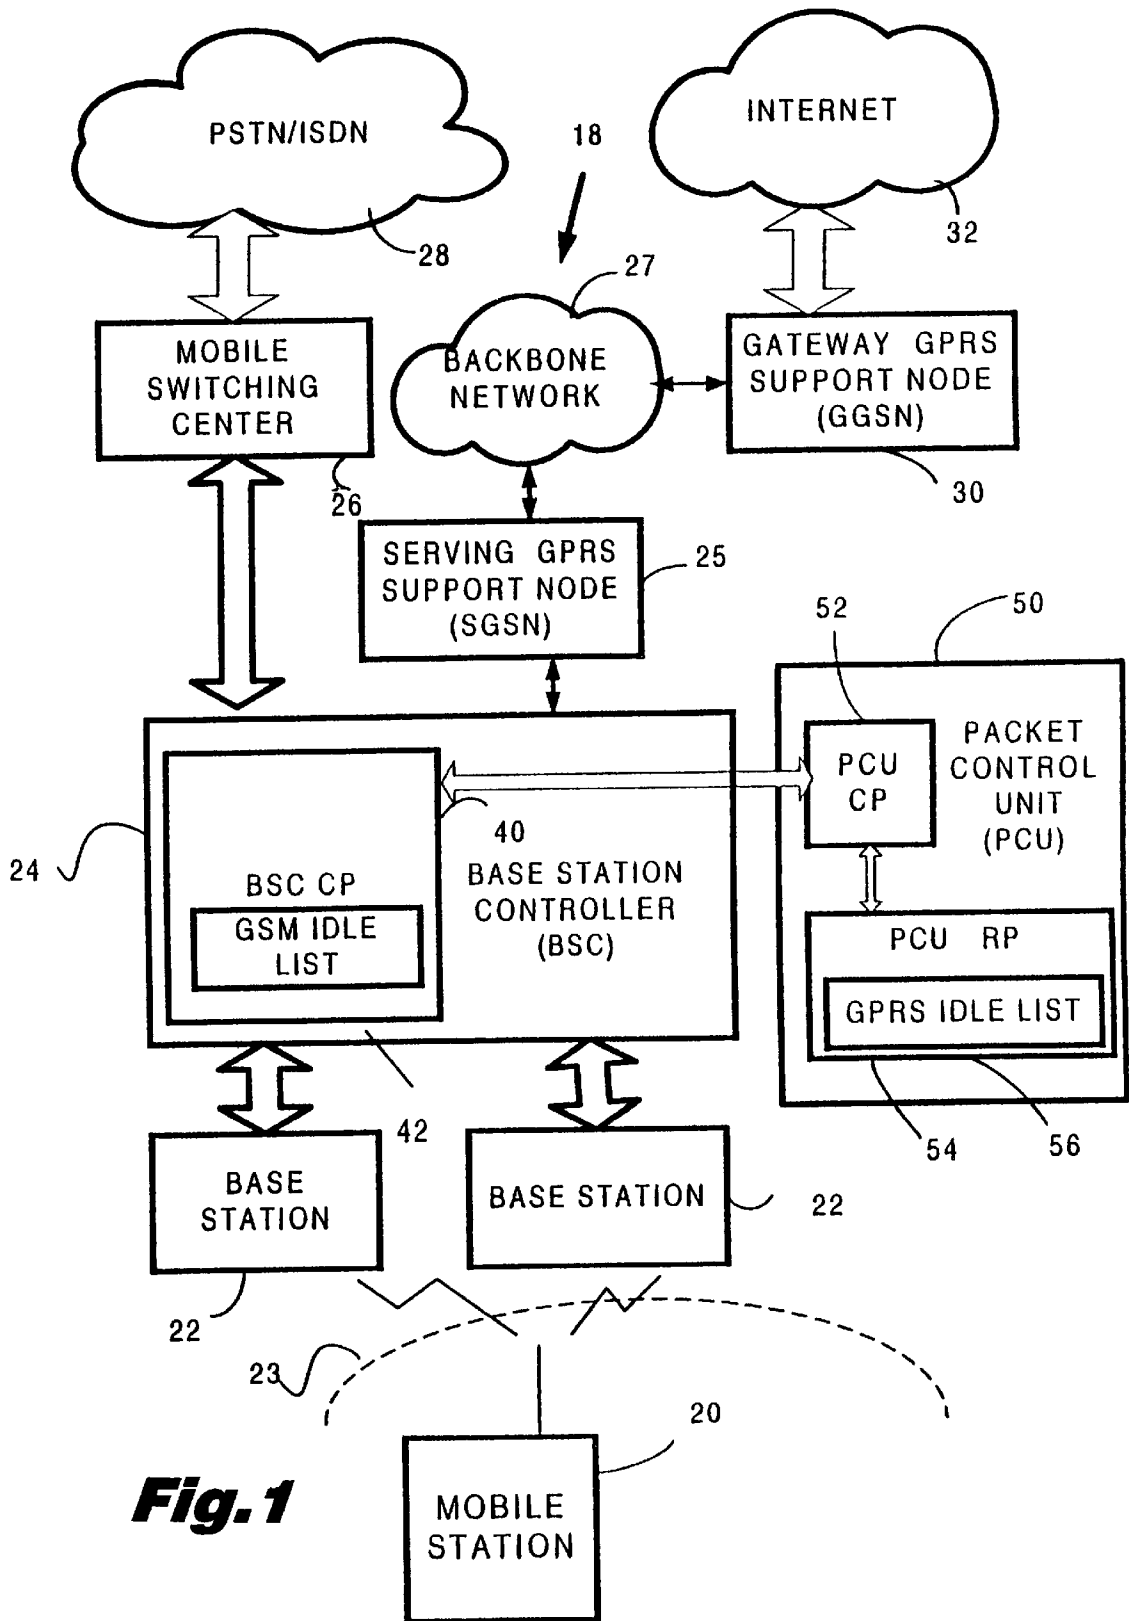 PSTN/ISDN
28
INTERNET
32
18
27
BACKBONE
NETWORK
MOBILE
SWITCHING
CENTER
26
GATEWAY GPRS
SUPPORT NODE
(GGSN)
30
SERVING GPRS
SUPPORT NODE
(SGSN)
25
52
50
PCU
CP
PACKET
CONTROL
UNIT
(PCU)
24
40
BSC CP
GSM IDLE
LIST
BASE STATION
CONTROLLER
(BSC)
PCU RP
GPRS IDLE LIST
42
54
56
BASE
STATION
22
BASE STATION
22
23
20
MOBILE
STATION
Fig.1